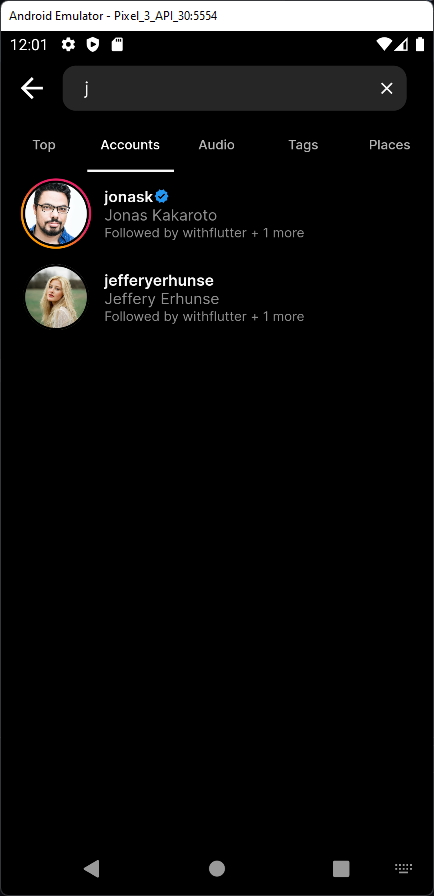 Android Emulator - Pixel_3_API_30:5554
12:01
j
Top Accounts Audio Tags Places
jonask
Jonas Kakaroto
Followed by withflutter + 1 more
jefferyerhunse
Jeffery Erhunse
Followed by withflutter + 1 more